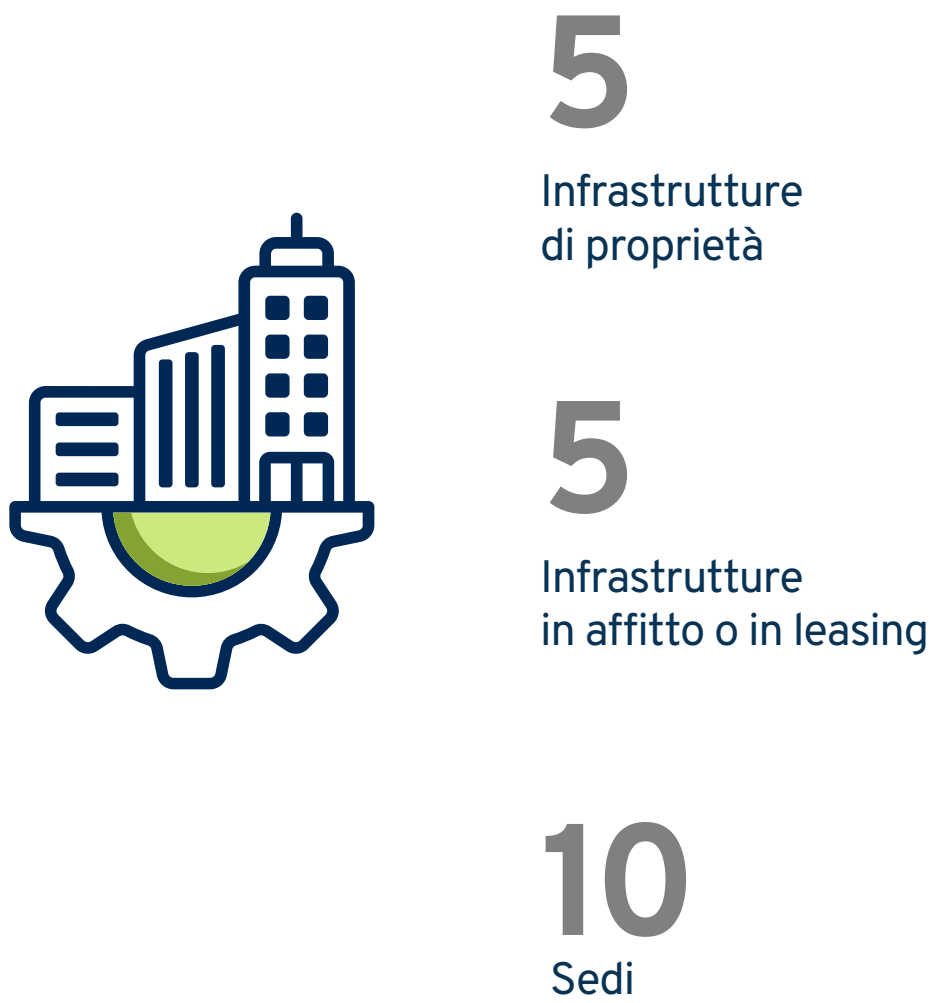 5
Infrastrutture
di proprietà
5
Infrastrutture
in affitto o in leasing
10
Sedi